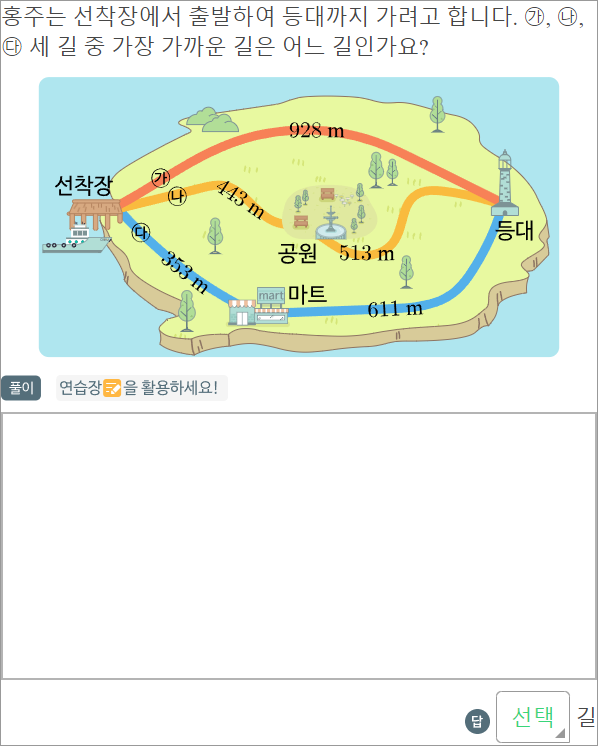 홍주는 선착장에서 출발하여 등대까지 가려고 합니다. ㉮, ㉯,
㉰ 세 길 중 가장 가까운 길은 어느 길인가요?
928 m
선착장
㉮
㉯
443 m
㉰
등대
공원
513 m
353 m
mart
마트
611 m
풀이
연습장을 활용하세요!
답
선택
길